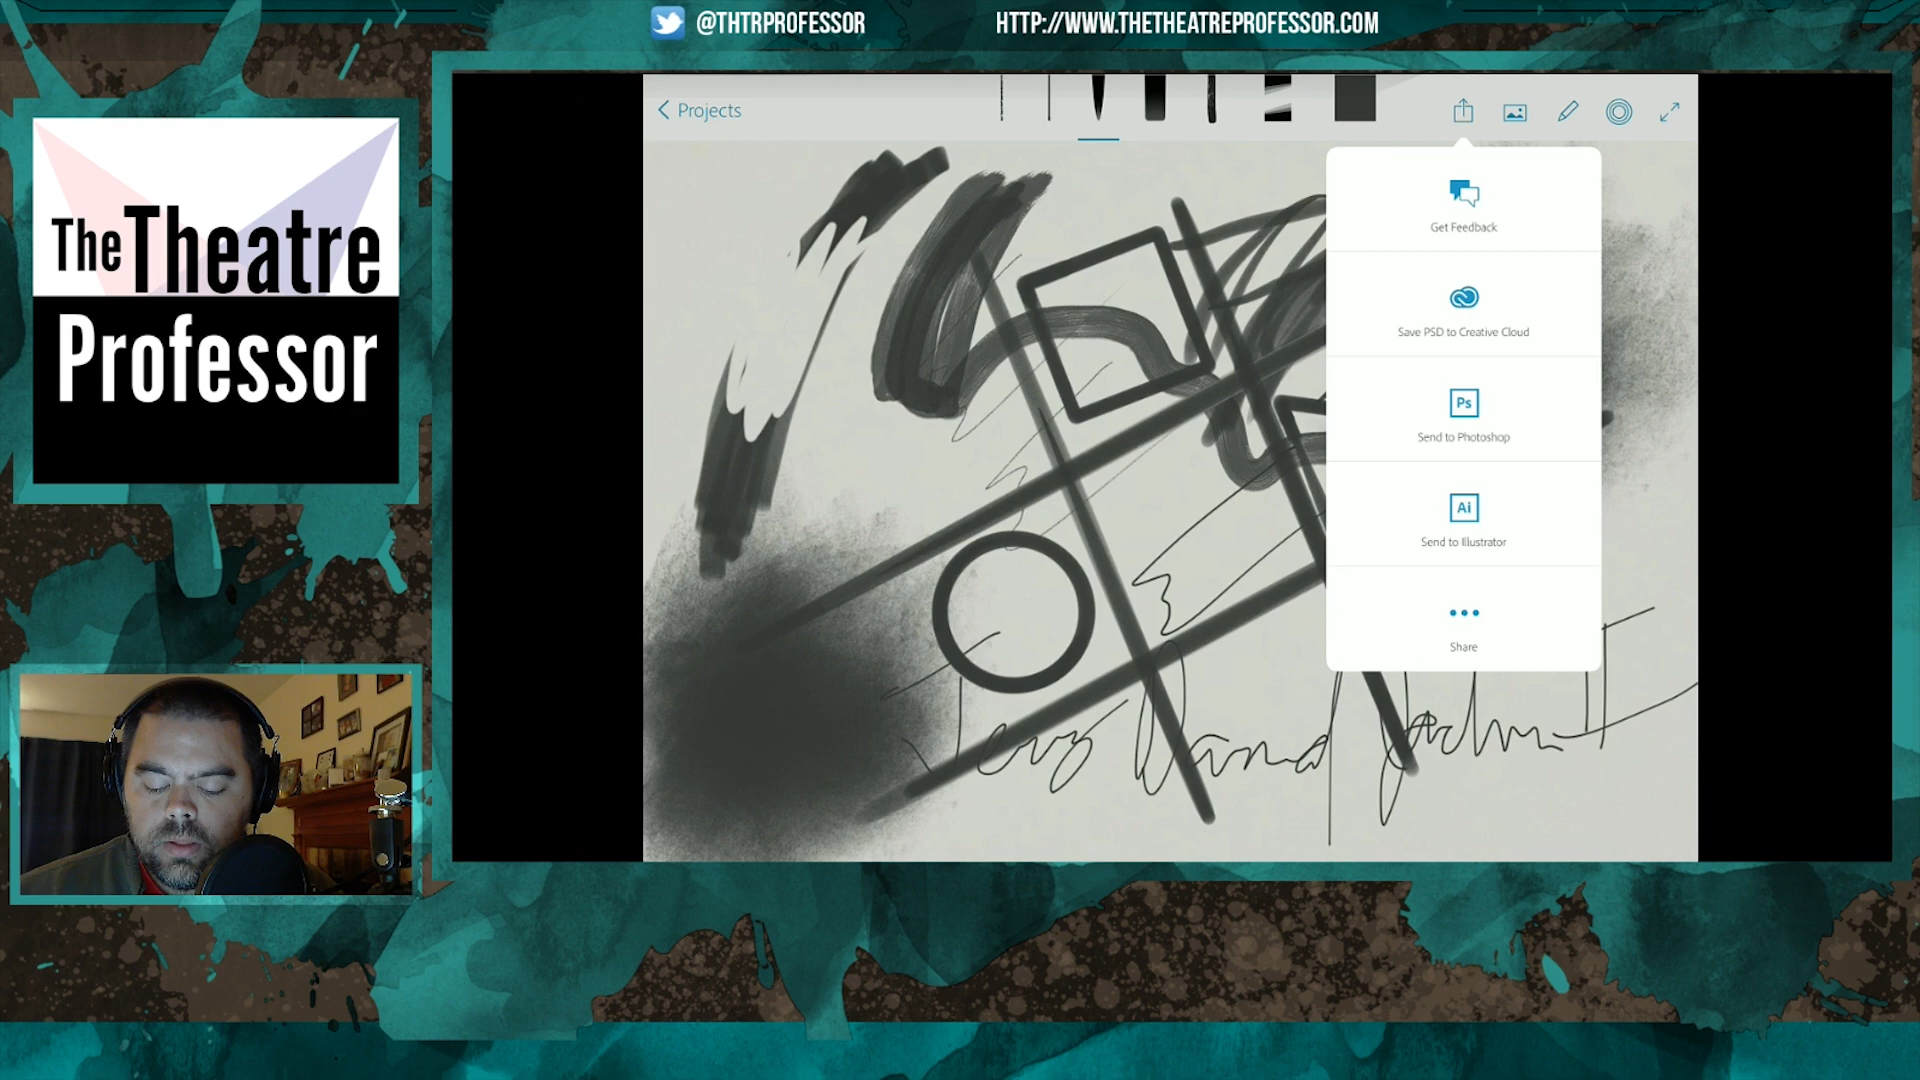 @THTRPROFESSOR
HTTP://WWW.THETHEATREPROFESSOR.COM
The Theatre
Professor
Projects
Get Feedback
Save PSD to Creative Cloud
Ps
Send to Photoshop
Ai
Send to Illustrator
Share